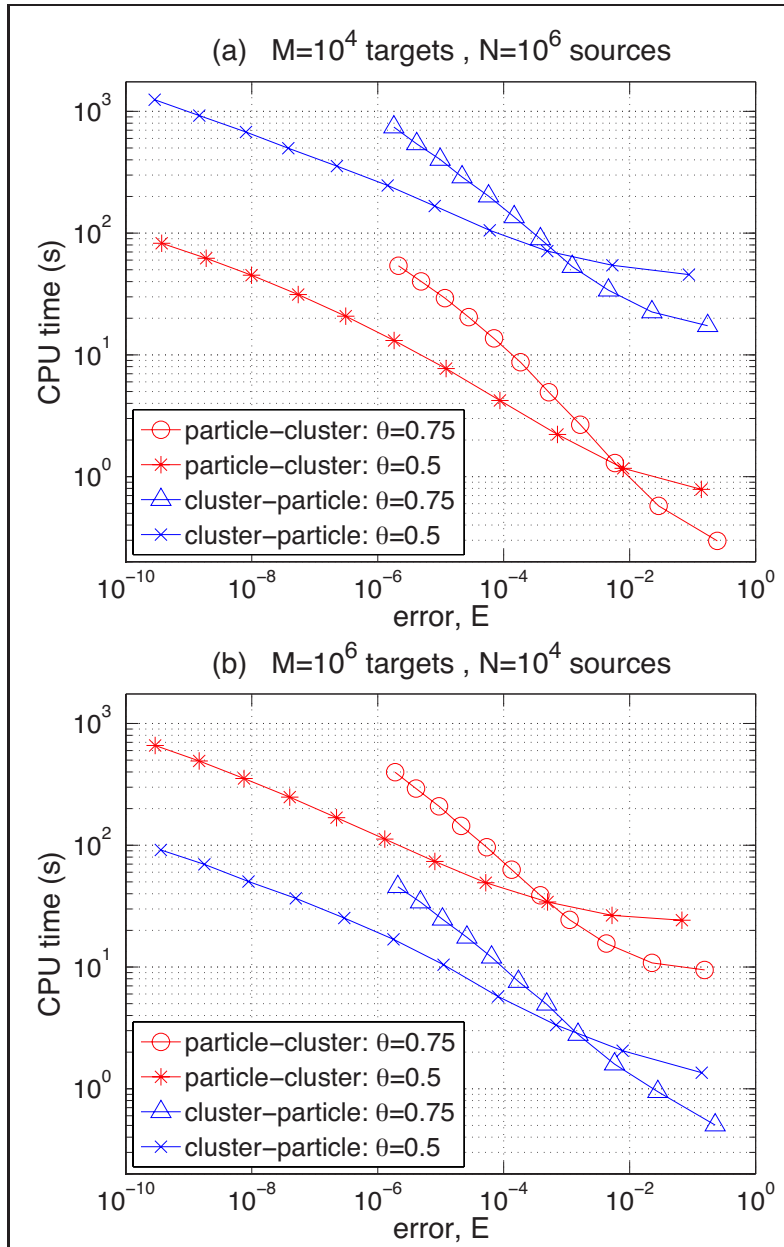 (a) M=10^4 targets , N=10^6 sources
CPU time (s)
10^3
10^2
10^1
10^0
particle−cluster: θ=0.75
particle−cluster: θ=0.5
cluster−particle: θ=0.75
cluster−particle: θ=0.5
10^−10 10^−8 10^−6 10^−4 10^−2 10^0
error, E
(b) M=10^6 targets , N=10^4 sources
CPU time (s)
10^3
10^2
10^1
10^0
particle−cluster: θ=0.75
particle−cluster: θ=0.5
cluster−particle: θ=0.75
cluster−particle: θ=0.5
10^−10 10^−8 10^−6 10^−4 10^−2 10^0
error, E